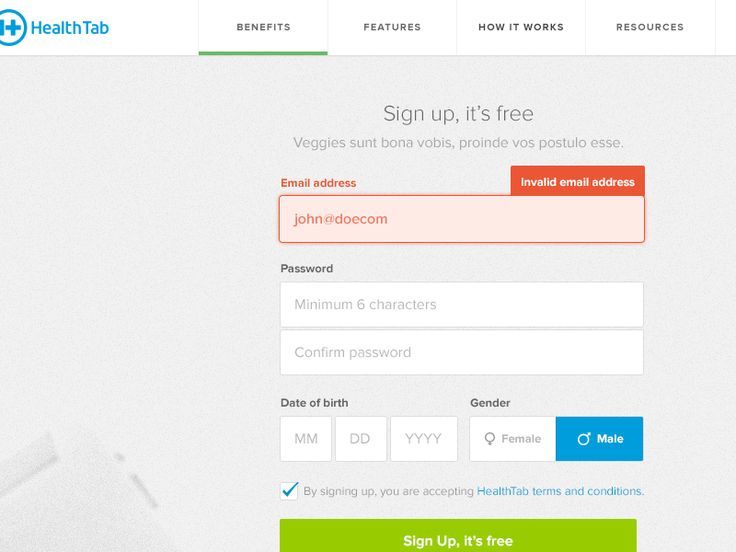 HealthTab
BENEFITS
FEATURES
HOW IT WORKS
RESOURCES
Sign up, it's free
Veggies sunt bona vobis, proinde vos postulo esse.
Email address
Invalid email address
john@doecom
Password
Minimum 6 characters
Confirm password
Date of birth
Gender
MM
DD
YYYY
Female
Male
By signing up, you are accepting HealthTab terms and conditions.
Sign Up, it's free